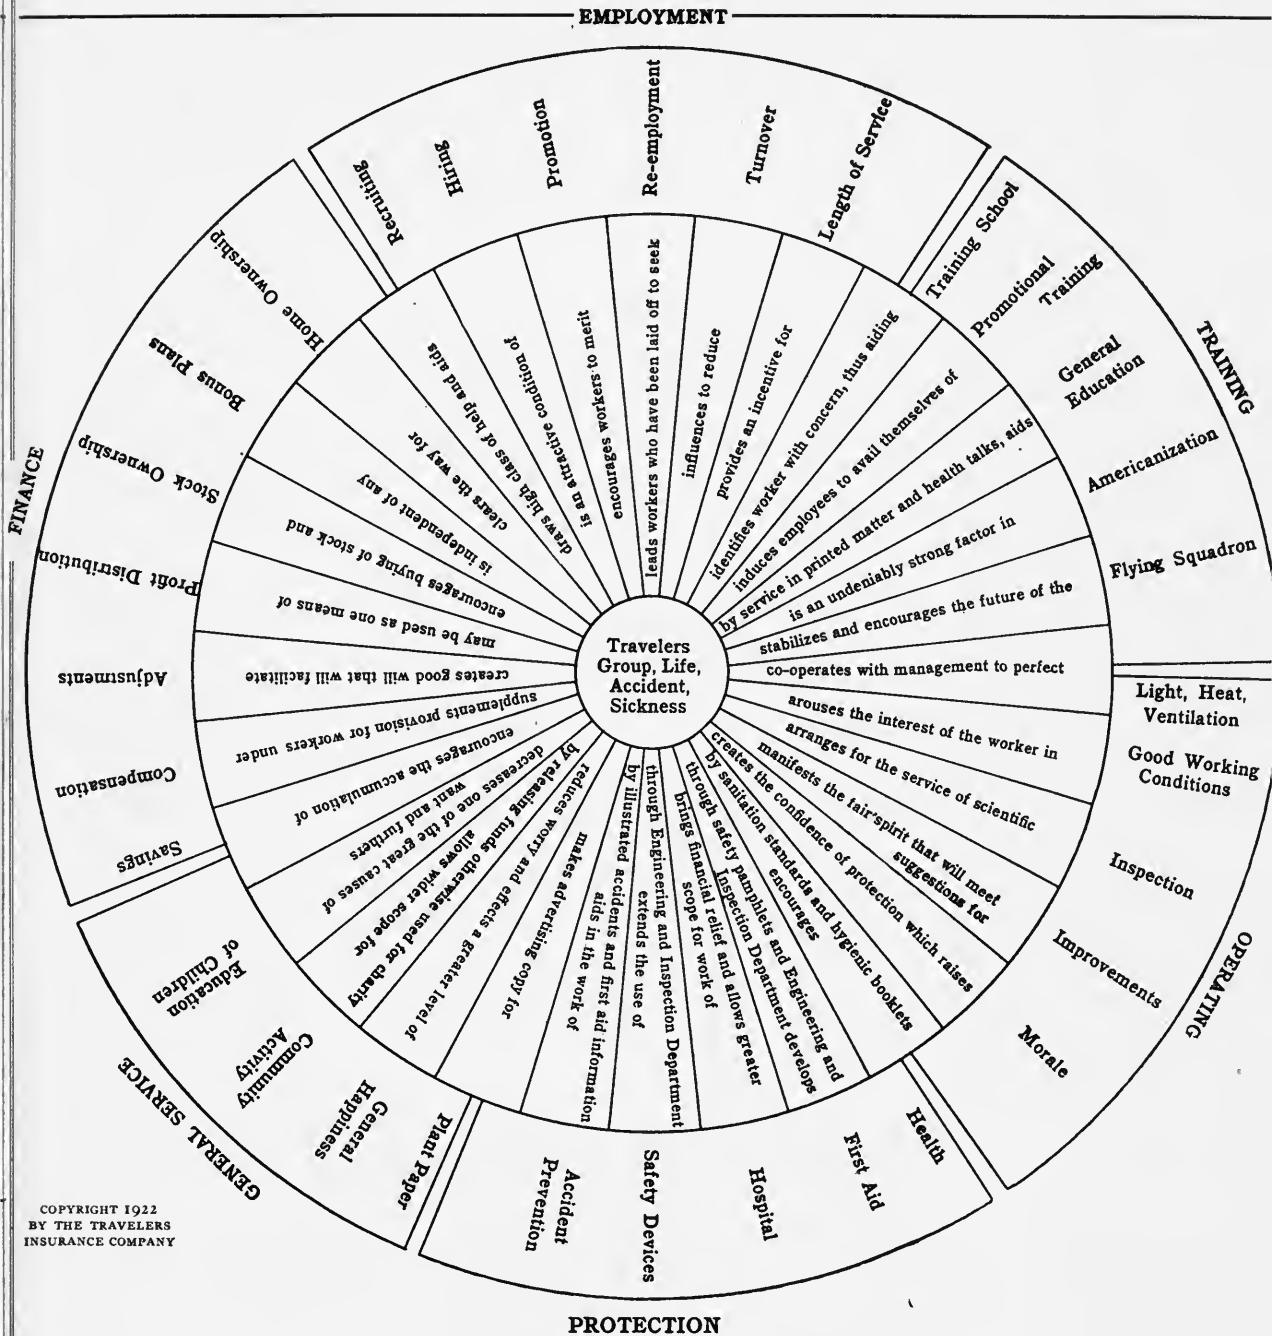 EMPLOYMENT
Recruiting
Hiring
Promotion
Re-employment
Turnover
Length of Service
draws high class of help and aids
is an attractive condition of
encourages workers to merit
leads workers who have been laid off to seek
influences to reduce
provides an incentive for
TRAINING
Training School
Promotional
Training
General
Education
Americanization
Flying Squadron
identifies worker with concern, thus aiding
induces employees to avail themselves of
by service in printed matter and health talks, aids
is an undeniably strong factor in
stabilizes and encourages the future of the
OPERATING
Light, Heat,
Ventilation
Good Working
Conditions
Inspection
Improvements
Morale
co-operates with management to perfect
arouses the interest of the worker in
arranges for the service of scientific
manifests the fair spirit that will meet
suggestions for
creates the confidence of protection which raises
PROTECTION
Health
First Aid
Hospital
Safety Devices
Accident
Prevention
by sanitation standards and hygienic booklets
encourages
through safety pamphlets and Engineering and
Inspection Department develops
brings financial relief and allows greater
scope for work of
through Engineering and Inspection Department
extends the use of
by illustrated accidents and first aid information
aids in the work of
GENERAL SERVICE
Plant Paper
General
Happiness
Community
Activity
Education
of Children
makes advertising copy for
reduces worry and effects a greater level of
by releasing funds otherwise used for charity
allows wider scope for
decreases one of the great causes of
want and furthers
FINANCE
Savings
Compensation
Adjustments
Profit Distribution
Stock Ownership
Bonus Plans
Home Ownership
encourages the accumulation of
supplements provision for workers under
creates good will that will facilitate
may be used as one means of
encourages buying of stock and
is independent of any
clears the way for
Travelers
Group, Life,
Accident,
Sickness
COPYRIGHT 1922
BY THE TRAVELERS
INSURANCE COMPANY